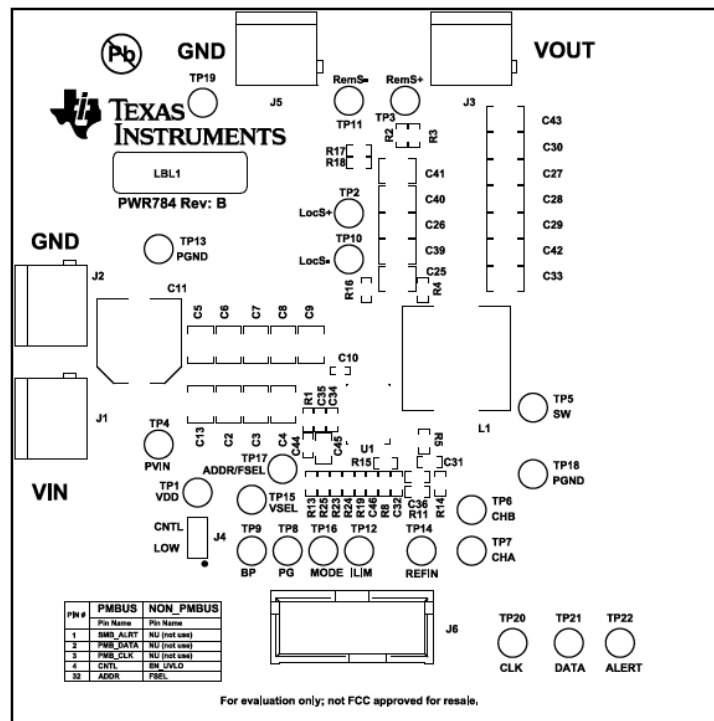 Pb
GND
VOUT
TP19
RemS-
RemS+
J5
J3
TEXAS
INSTRUMENTS
TP11
TP3
R2
R3
C43
C30
R17
R18
C41
C27
LBL1
PWR784 Rev: B
TP2
C40
C28
LocS+
C26
C29
TP10
C39
C42
LocS-
C25
C33
GND
TP13
PGND
J2
C11
R16
R4
C5
C6
C7
C8
C9
C10
J1
TP4
PVIN
C13
C2
C3
C4
R1
C35
C34
C44
C45
U1
R5
L1
TP5
SW
TP17
ADDR/FSEL
R15
C31
TP18
PGND
VIN
TP1
VDD
TP15
VSEL
R13
R25
R23
R24
R19
C46
R8
C32
C36
R11
R14
TP6
CHB
CNTL
LOW
J4
TP9
TP8
TP16
TP12
TP14
TP7
CHA
BP
PG
MODE
ILIM
REFIN
PIN # PMBUS NON_PMBUS
Pin Name Pin Name
1 SMB_ALRT NU (not use)
2 PMB_DATA NU (not use)
3 PMB_CLK NU (not use)
4 CNTL EN_UVLO
32 ADDR FSEL
J6
TP20
TP21
TP22
CLK
DATA
ALERT
For evaluation only; not FCC approved for resale.